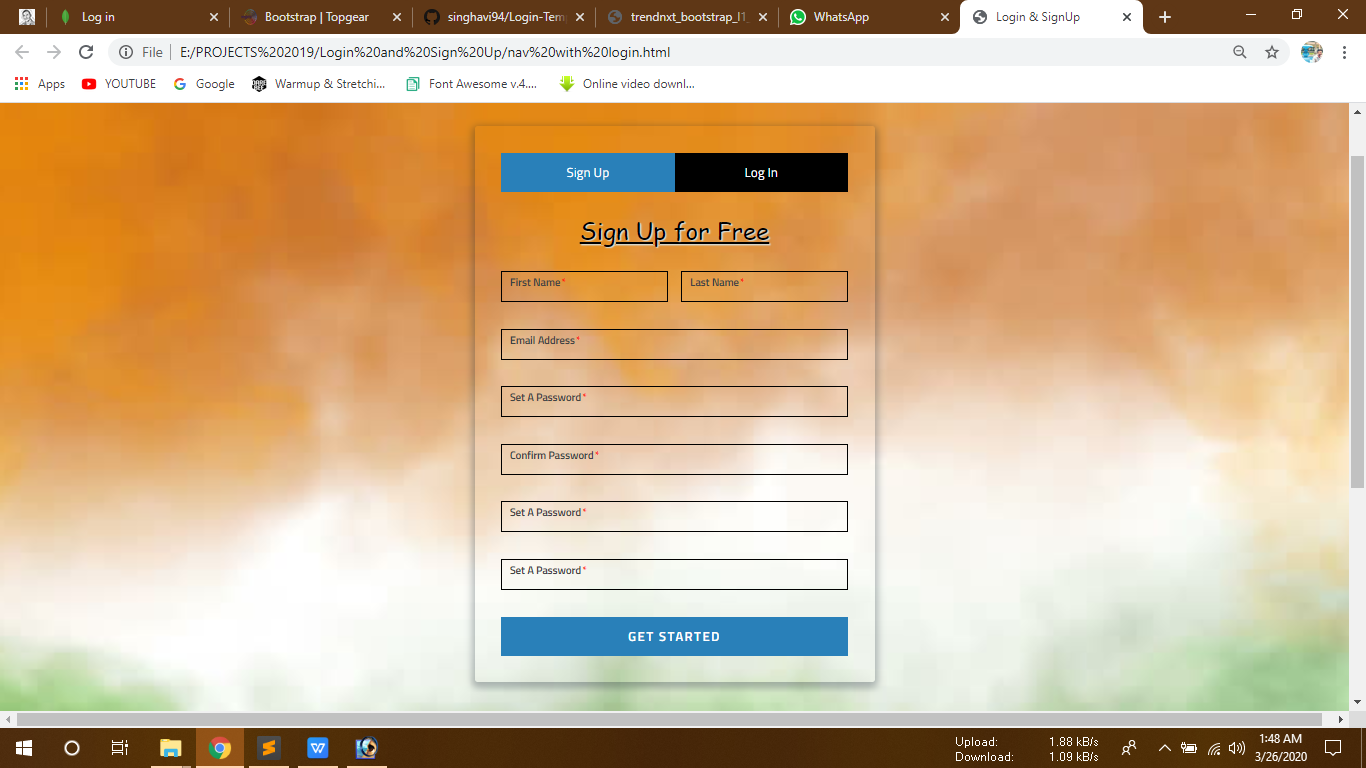 Log in
Bootstrap | Topgear
singhavi94/Login-Tem
trendnxt_bootstrap_l1_
WhatsApp
Login & SignUp
File
E:/PROJECTS%202019/Login%20and%20Sign%20Up/nav%20with%20login.html
Apps
YOUTUBE
Google
Warmup & Stretchi...
Font Awesome v.4....
Online video downl...
Sign Up
Log In
Sign Up for Free
First Name*
Last Name*
Email Address*
Set A Password*
Confirm Password*
Set A Password*
Set A Password*
GET STARTED
Upload: 1.88 kB/s
Download: 1.09 kB/s
1:48 AM
3/26/2020